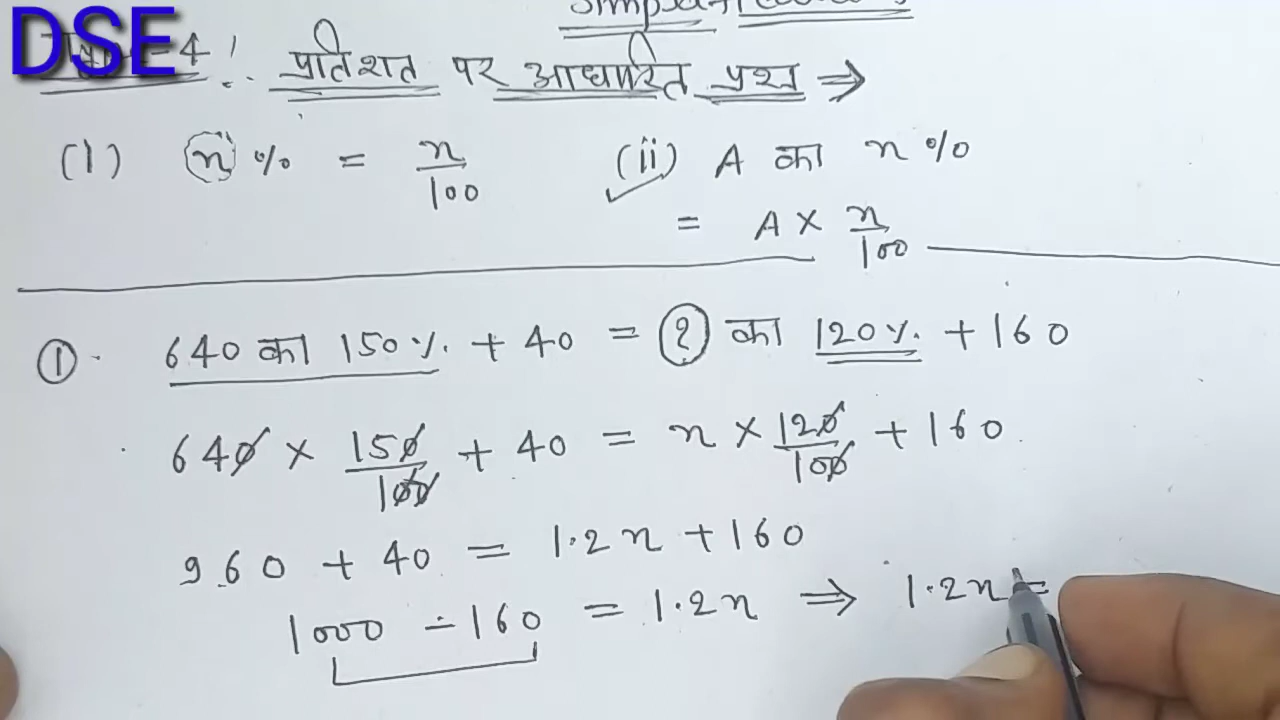 DSE
-4 :. प्रतिशत पर आधारित प्रश्न ⇒
(1) n % = n/100 (ii) A का n %
= A × n/100
① . 640 का 150% + 40 = ? का 120% + 160
640 × 150/100 + 40 = n × 120/100 + 160
960 + 40 = 1.2n + 160
1000 - 160 = 1.2n ⇒ 1.2n =